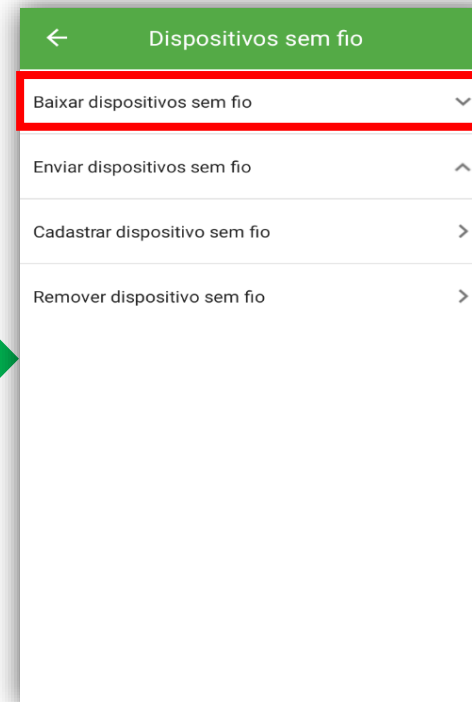 Dispositivos sem fio
Baixar dispositivos sem fio
Enviar dispositivos sem fio
Cadastrar dispositivo sem fio
Remover dispositivo sem fio